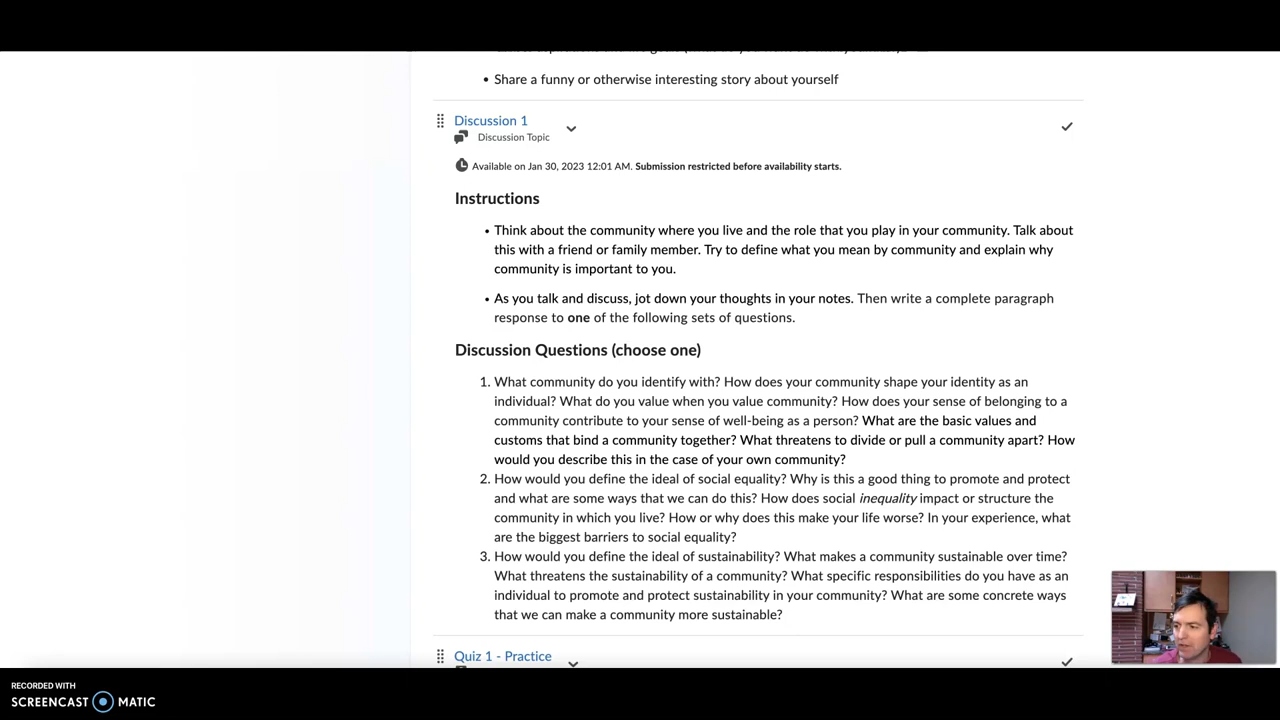 • Share a funny or otherwise interesting story about yourself
Discussion 1
Discussion Topic
Available on Jan 30, 2023 12:01 AM. Submission restricted before availability starts.
Instructions
• Think about the community where you live and the role that you play in your community. Talk about
this with a friend or family member. Try to define what you mean by community and explain why
community is important to you.
• As you talk and discuss, jot down your thoughts in your notes. Then write a complete paragraph
response to one of the following sets of questions.
Discussion Questions (choose one)
1. What community do you identify with? How does your community shape your identity as an
individual? What do you value when you value community? How does your sense of belonging to a
community contribute to your sense of well-being as a person? What are the basic values and
customs that bind a community together? What threatens to divide or pull a community apart? How
would you describe this in the case of your own community?
2. How would you define the ideal of social equality? Why is this a good thing to promote and protect
and what are some ways that we can do this? How does social inequality impact or structure the
community in which you live? How or why does this make your life worse? In your experience, what
are the biggest barriers to social equality?
3. How would you define the ideal of sustainability? What makes a community sustainable over time?
What threatens the sustainability of a community? What specific responsibilities do you have as an
individual to promote and protect sustainability in your community? What are some concrete ways
that we can make a community more sustainable?
Quiz 1 - Practice
RECORDED WITH
SCREENCAST MATIC